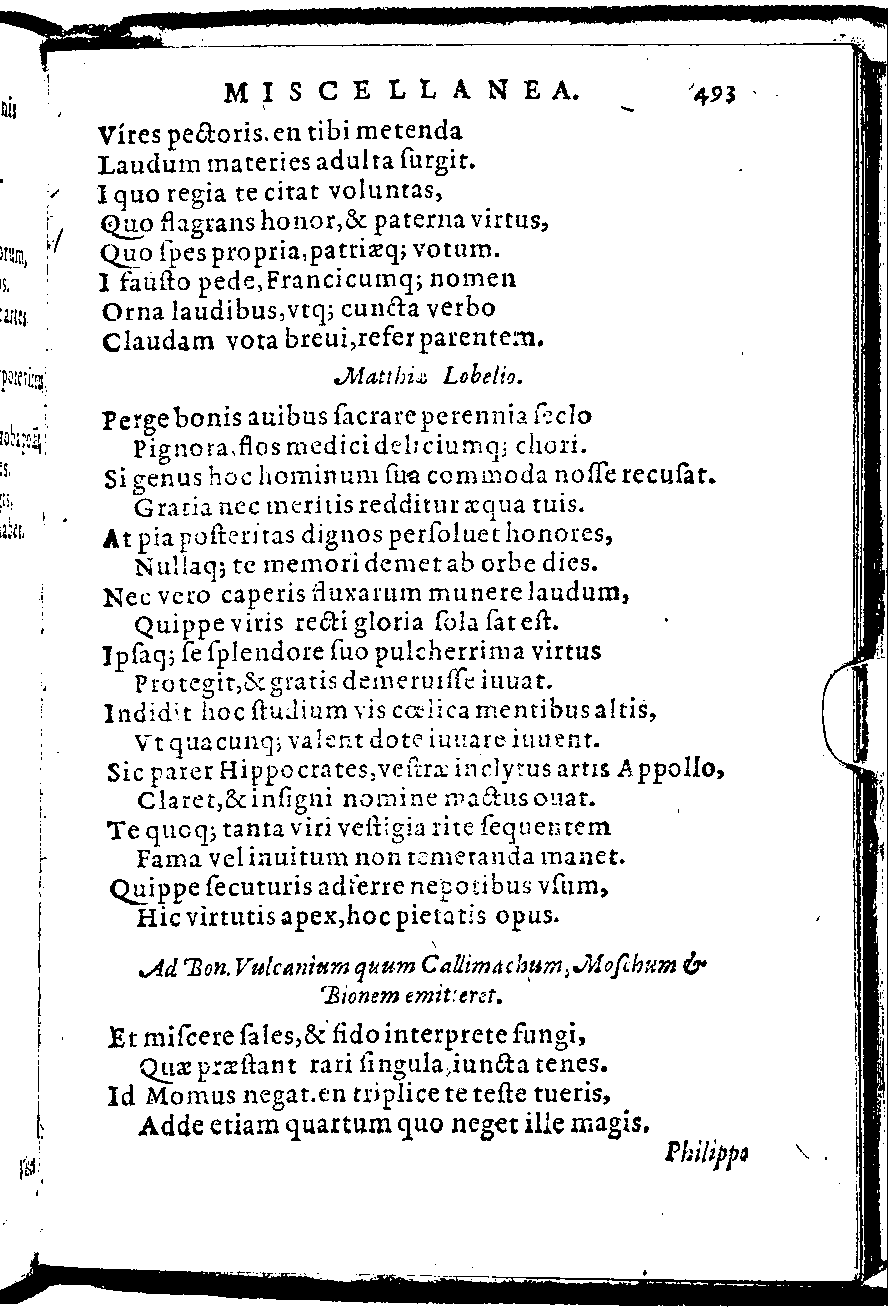 MISCELLANEA. 493
Víres pectoris. en tibi metenda
Laudum materies adulta ſurgit.
I quo regia te citat voluntas,
Quo flagrans honor, & paterna virtus,
Quo ſpes propria, patriæq; votum.
I fauſto pede, Francicumq; nomen
Orna laudibus, vtq; cuncta verbo
Claudam vota breui, refer parentem.
Matthiæ Lobelio.
Perge bonis auibus ſacrare perennia ſeclo
Pignora, flos medici deliciumq; chori.
Si genus hoc hominum ſua commoda noſſe recuſat.
Gratia nec meritis redditur æqua tuis.
At pia poſteritas dignos perſoluet honores,
Nullaq; te memori demet ab orbe dies.
Nec vero caperis fluxarum munere laudum,
Quippe viris recti gloria ſola ſat eſt.
Ipſaq; ſe ſplendore ſuo pulcherrima virtus
Protegit, & gratis demeruiſſe iuuat.
Indidit hoc ſtudium vis cœlica mentibus altis,
Vt quacunq; valent dote iuuare iuuent.
Sic pater Hippocrates, veſtræ inclytus artis Appollo,
Claret, & inſigni nomine mactus ouat.
Te quoq; tanta viri veſtigia rite ſequentem
Fama vel inuitum non temeranda manet.
Quippe ſecuturis adferre nepotibus vſum,
Hic virtutis apex, hoc pietatis opus.
Ad Bon. Vulcanium quum Callimachum, Moſchum &
Bionem emitteret.
Et miſcere ſales, & fido interprete fungi,
Quæ præſtant rari ſingula, iuncta tenes.
Id Momus negat. en triplice te teſte tueris,
Adde etiam quartum quo neget ille magis.
Philippo